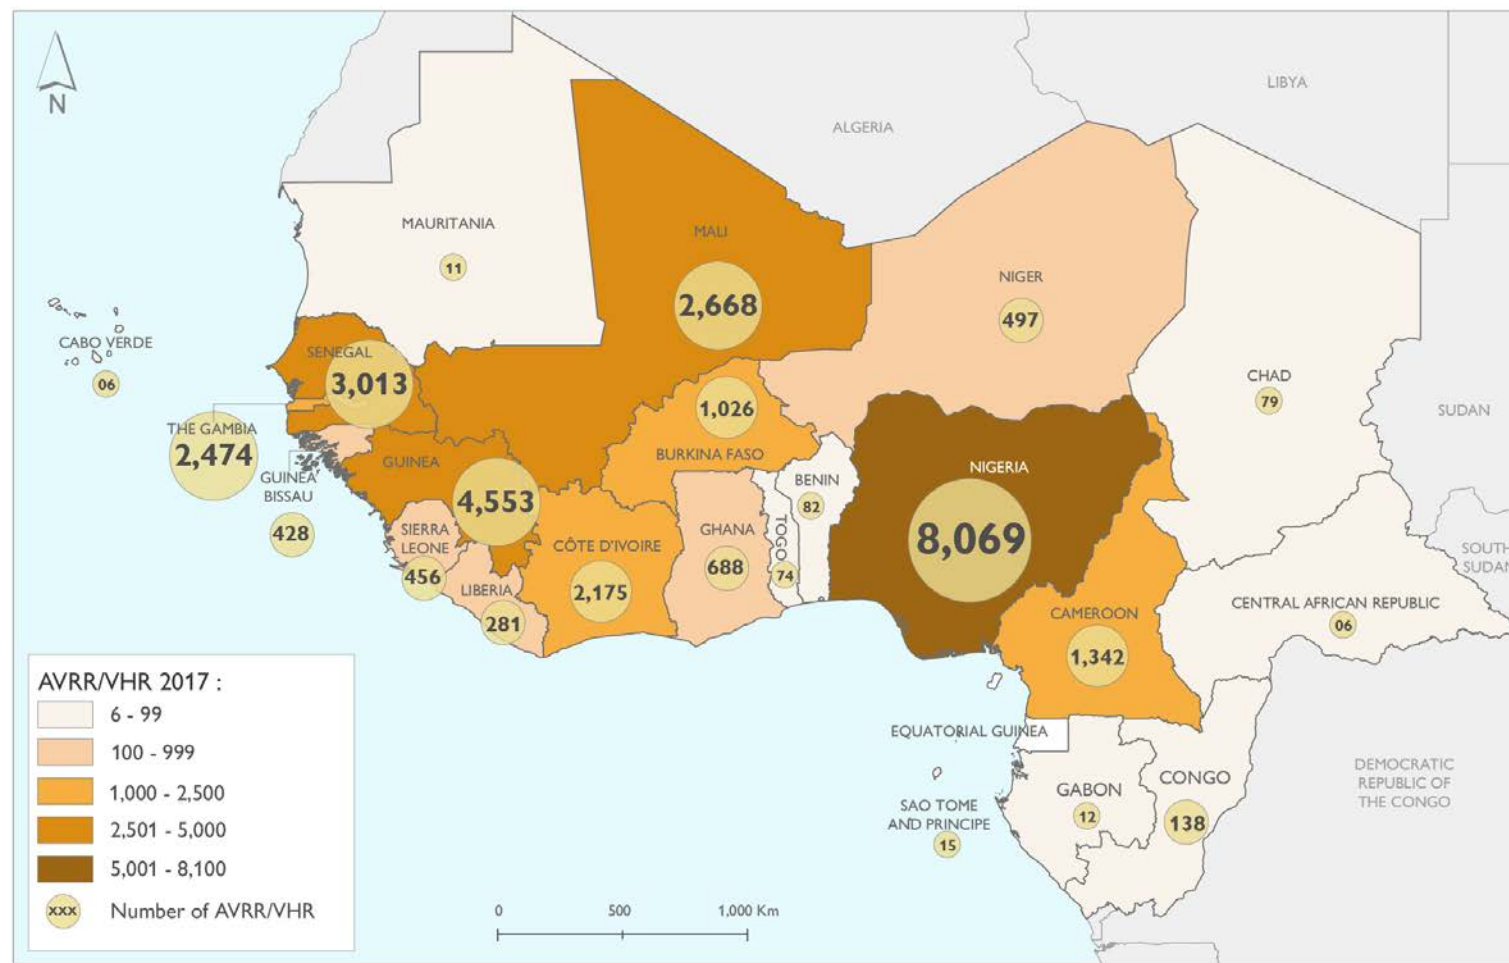 N
LIBYA
ALGERIA
MAURITANIA
11
MALI
2,668
NIGER
497
CABO VERDE
06
SENEGAL
3,013
CHAD
79
SUDAN
THE GAMBIA
2,474
1,026
BURKINA FASO
GUINEA
GUINEA
BISSAU
428
4,553
NIGERIA
8,069
BENIN
82
SIERRA
LEONE
456
CÔTE D'IVOIRE
2,175
GHANA
688
TOGO
74
LIBERIA
281
SOUTH
SUDAN
CENTRAL AFRICAN REPUBLIC
06
CAMEROON
1,342
EQUATORIAL GUINEA
GABON
12
CONGO
138
DEMOCRATIC
REPUBLIC OF
THE CONGO
SAO TOME
AND PRINCIPE
15
AVRR/VHR 2017 :
6 - 99
100 - 999
1,000 - 2,500
2,501 - 5,000
5,001 - 8,100
xxx Number of AVRR/VHR
0 500 1,000 Km